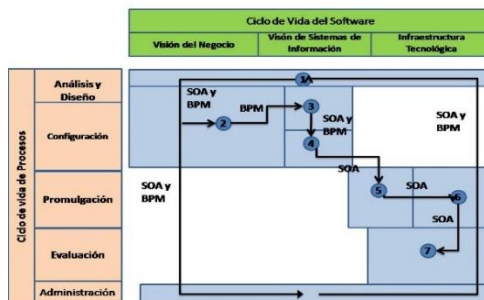 Ciclo de Vida del Software
Visión del Negocio
Visón de Sistemas de
Información
Infraestructura
Tecnológica
Ciclo de vida de Procesos
Análisis y
Diseño
Configuración
Promulgación
Evaluación
Administración
1
SOA y
BPM
2
BPM
3
SOA y
BPM
4
SOA y
BPM
SOA
5
SOA
6
SOA y
BPM
SOA
7